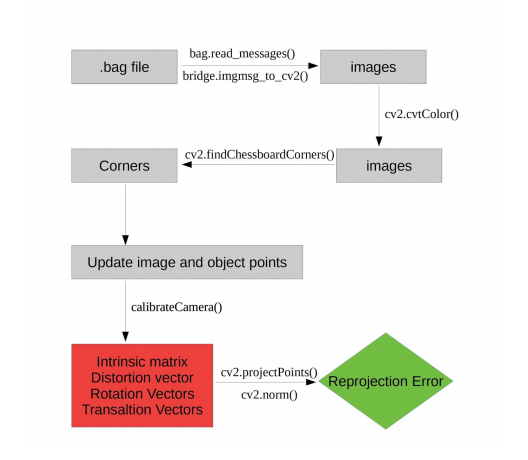 bag.read_messages()
.bag file
images
bridge.imgmsg_to_cv2()
cv2.cvtColor()
cv2.findChessboardCorners()
Corners
images
Update image and object points
calibrateCamera()
Intrinsic matrix
Distortion vector
Rotation Vectors
Transaltion Vectors
cv2.projectPoints()
Reprojection Error
cv2.norm()